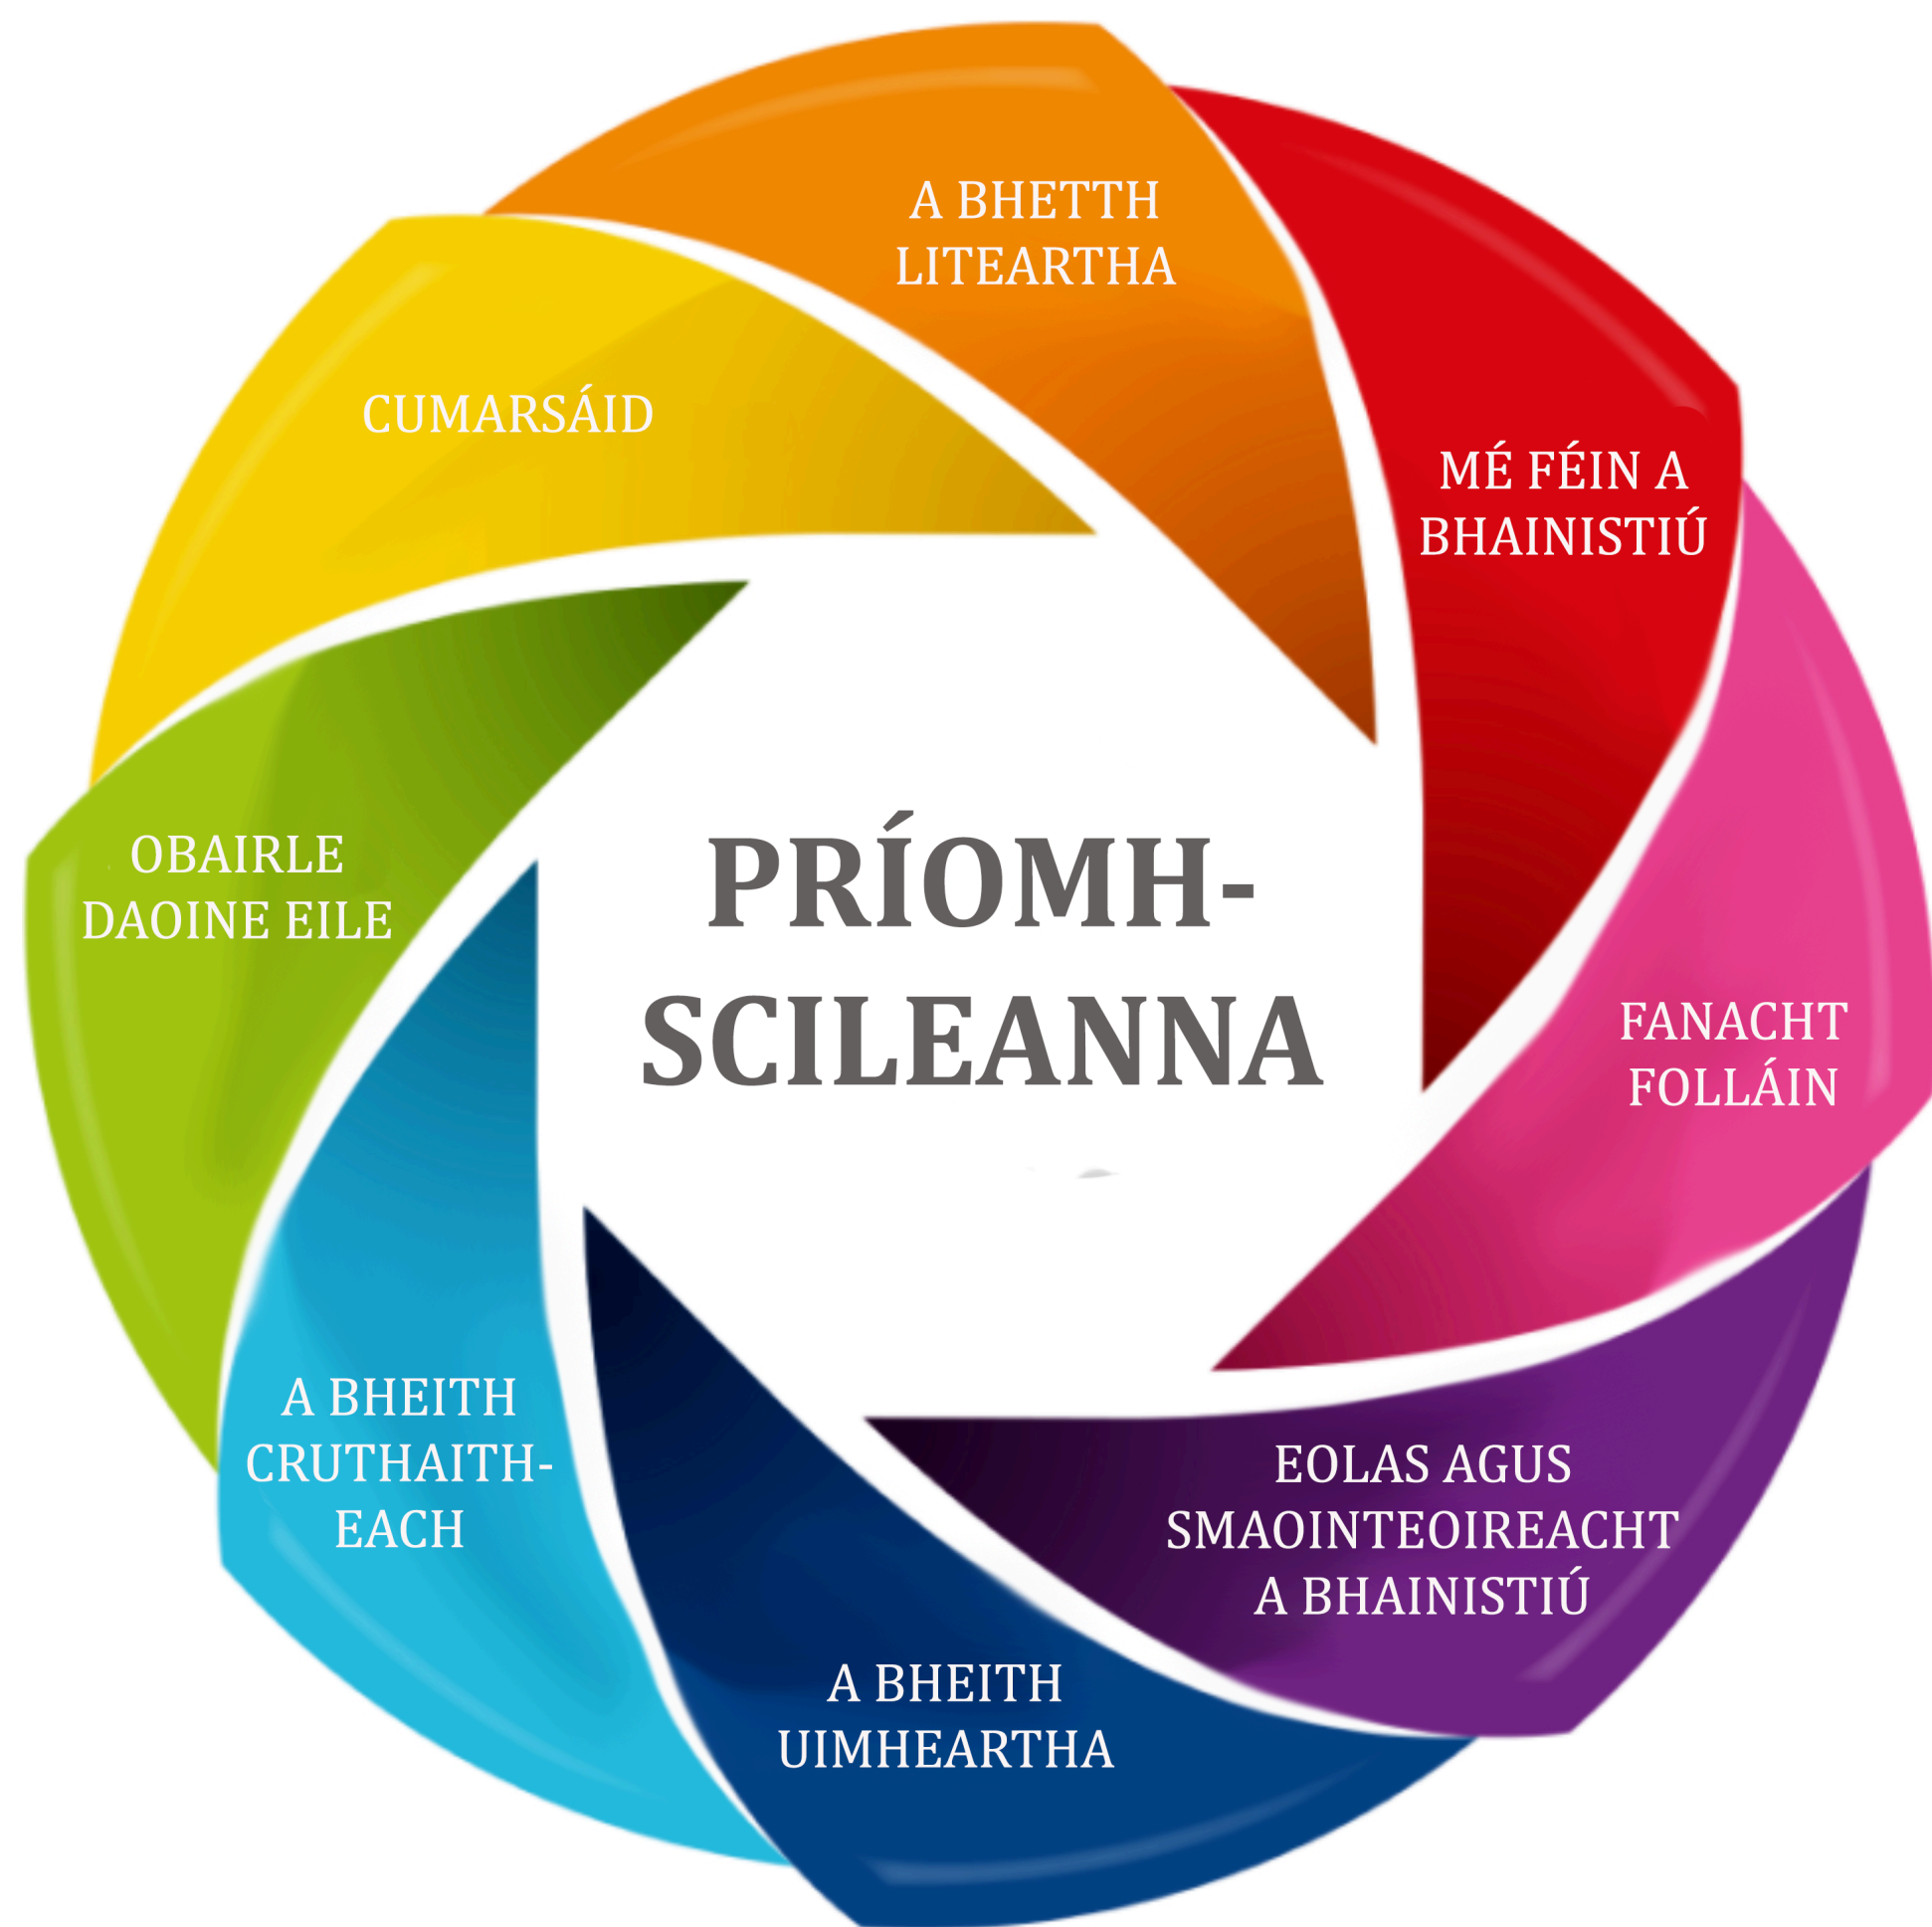 PRÍOMH-
SCILEANNA
A BHETTH
LITEARTHA
MÉ FÉIN A
BHAINISTIÚ
FANACHT
FOLLÁIN
EOLAS AGUS
SMAOINTEOIREACHT
A BHAINISTIÚ
A BHEITH
UIMHEARTHA
A BHEITH
CRUTHAITH-
EACH
OBAIRLE
DAOINE EILE
CUMARSÁID